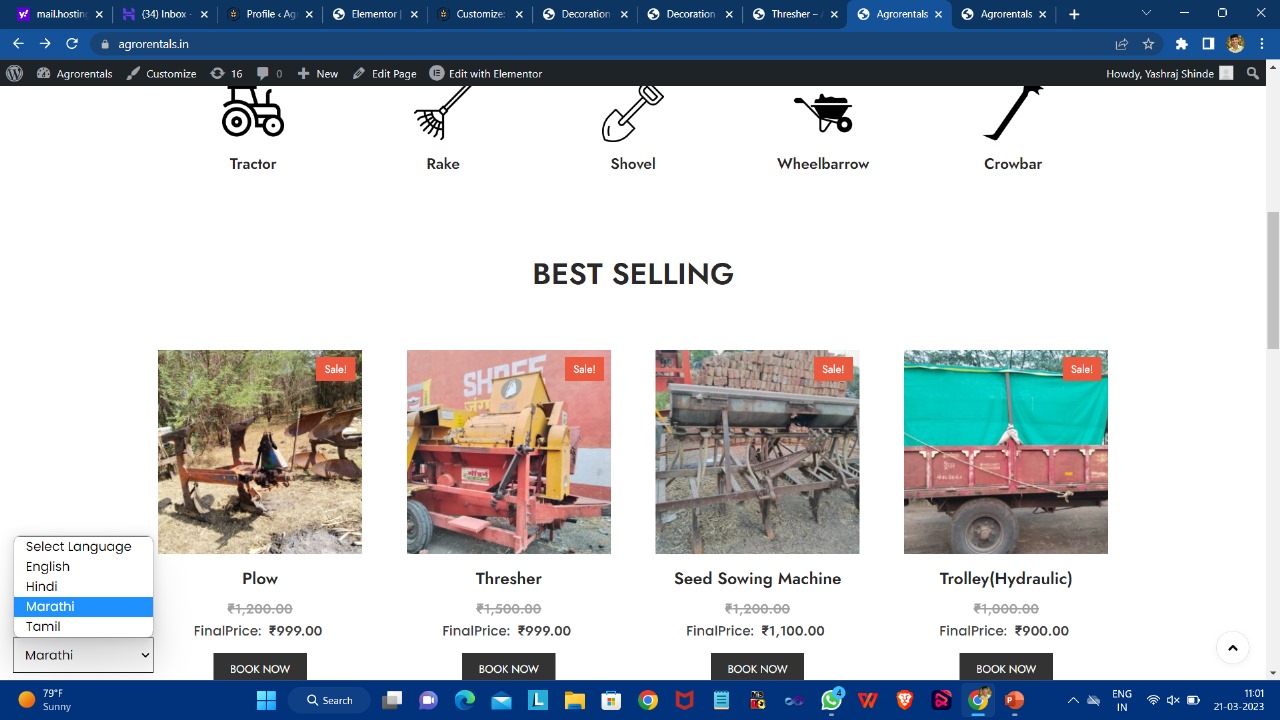 mail.hosting
(34) Inbox -
Profile ‹ Ag
Elementor |
Customize:
Decoration
Decoration
Thresher – A
Agrorentals
Agrorentals
agrorentals.in
Agrorentals
Customize
16
0
New
Edit Page
Edit with Elementor
Howdy, Yashraj Shinde
Tractor
Rake
Shovel
Wheelbarrow
Crowbar
BEST SELLING
Sale!
Sale!
Sale!
Sale!
SHREE
Plow
Thresher
Seed Sowing Machine
Trolley(Hydraulic)
₹1,200.00
₹1,500.00
₹1,200.00
₹1,000.00
FinalPrice: ₹999.00
FinalPrice: ₹999.00
FinalPrice: ₹1,100.00
FinalPrice: ₹900.00
BOOK NOW
BOOK NOW
BOOK NOW
BOOK NOW
Select Language
English
Hindi
Marathi
Tamil
Marathi
79°F
Sunny
Search
4
ENG
IN
11:01
21-03-2023